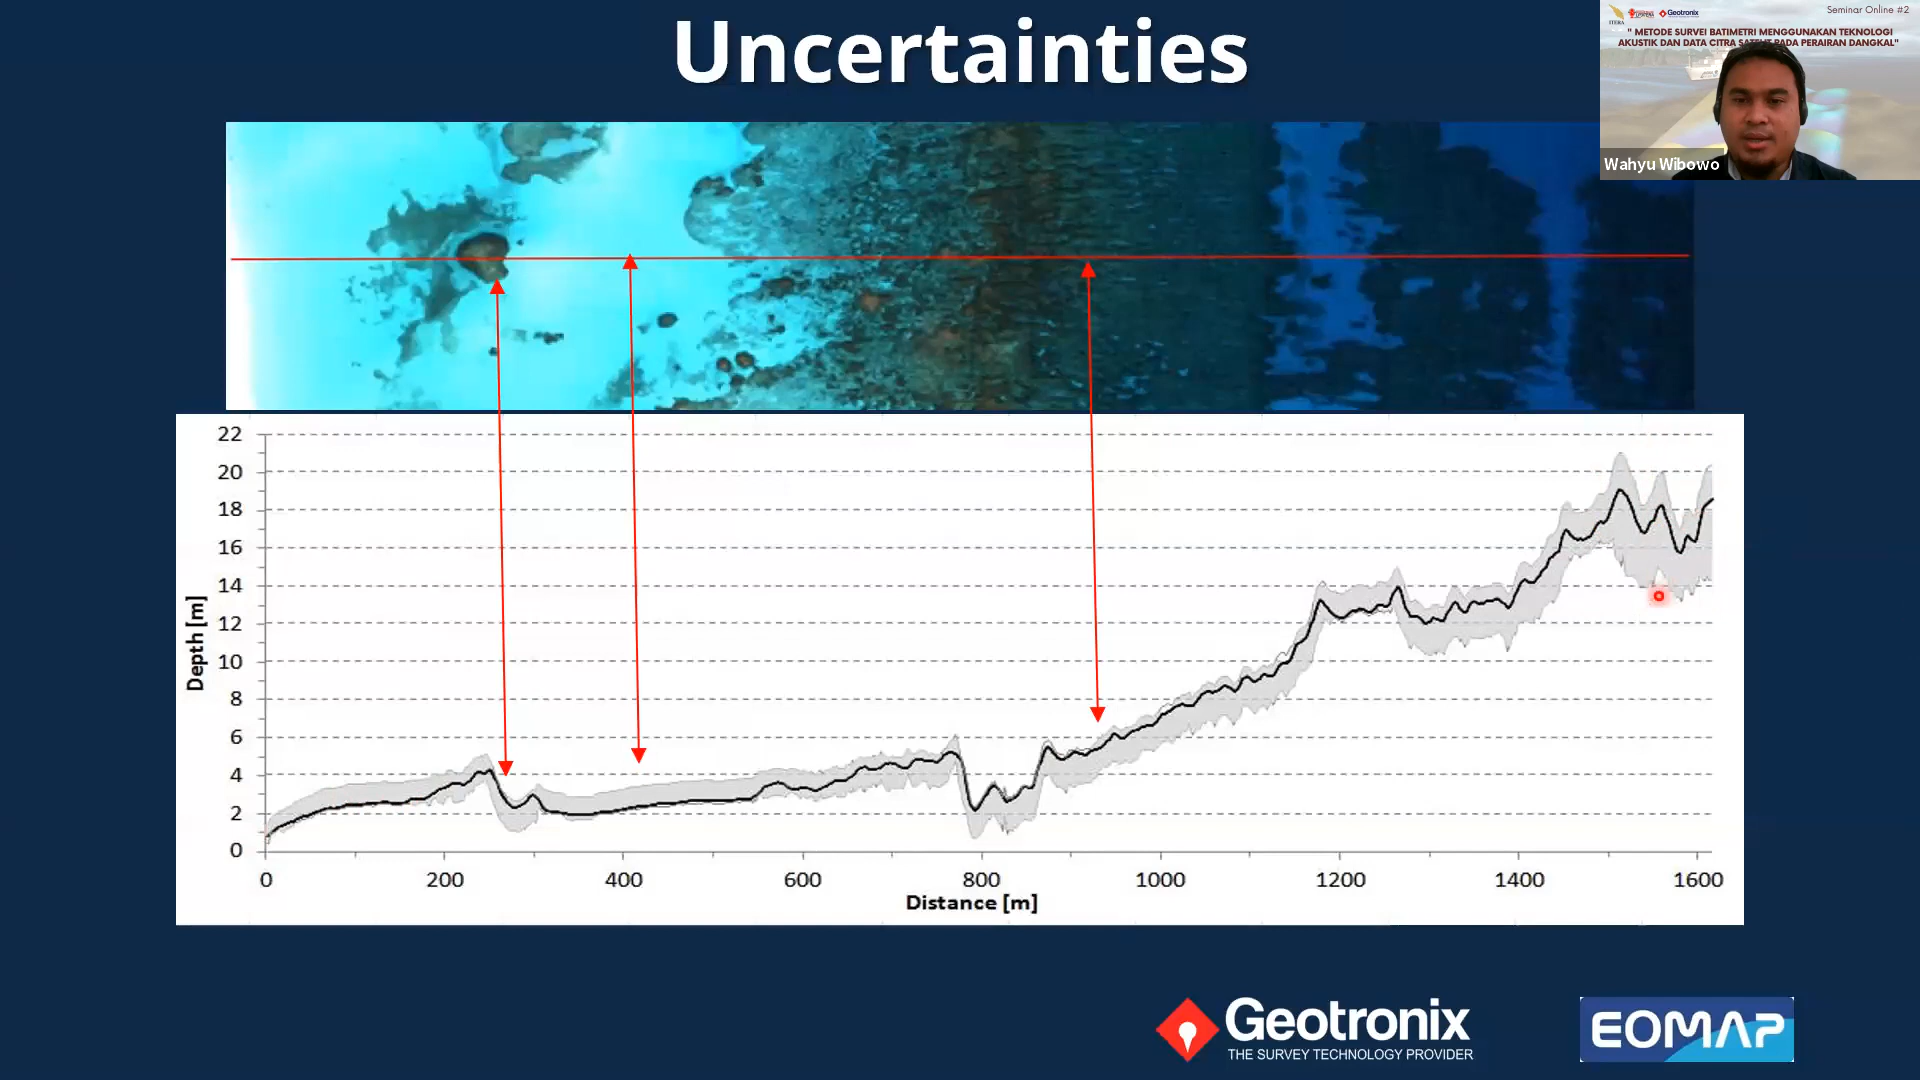 Uncertainties
ITERA
Geotronix
Seminar Online #2
" METODE SURVEI BATIMETRI MENGGUNAKAN TEKNOLOGI
AKUSTIK DAN DATA CITRA PADA PERAIRAN DANGKAL"
Wahyu Wibowo
22
20
18
16
14
12
10
8
6
4
2
0
Depth [m]
0 200 400 600 800 1000 1200 1400 1600
Distance [m]
Geotronix
THE SURVEY TECHNOLOGY PROVIDER
EOMAP